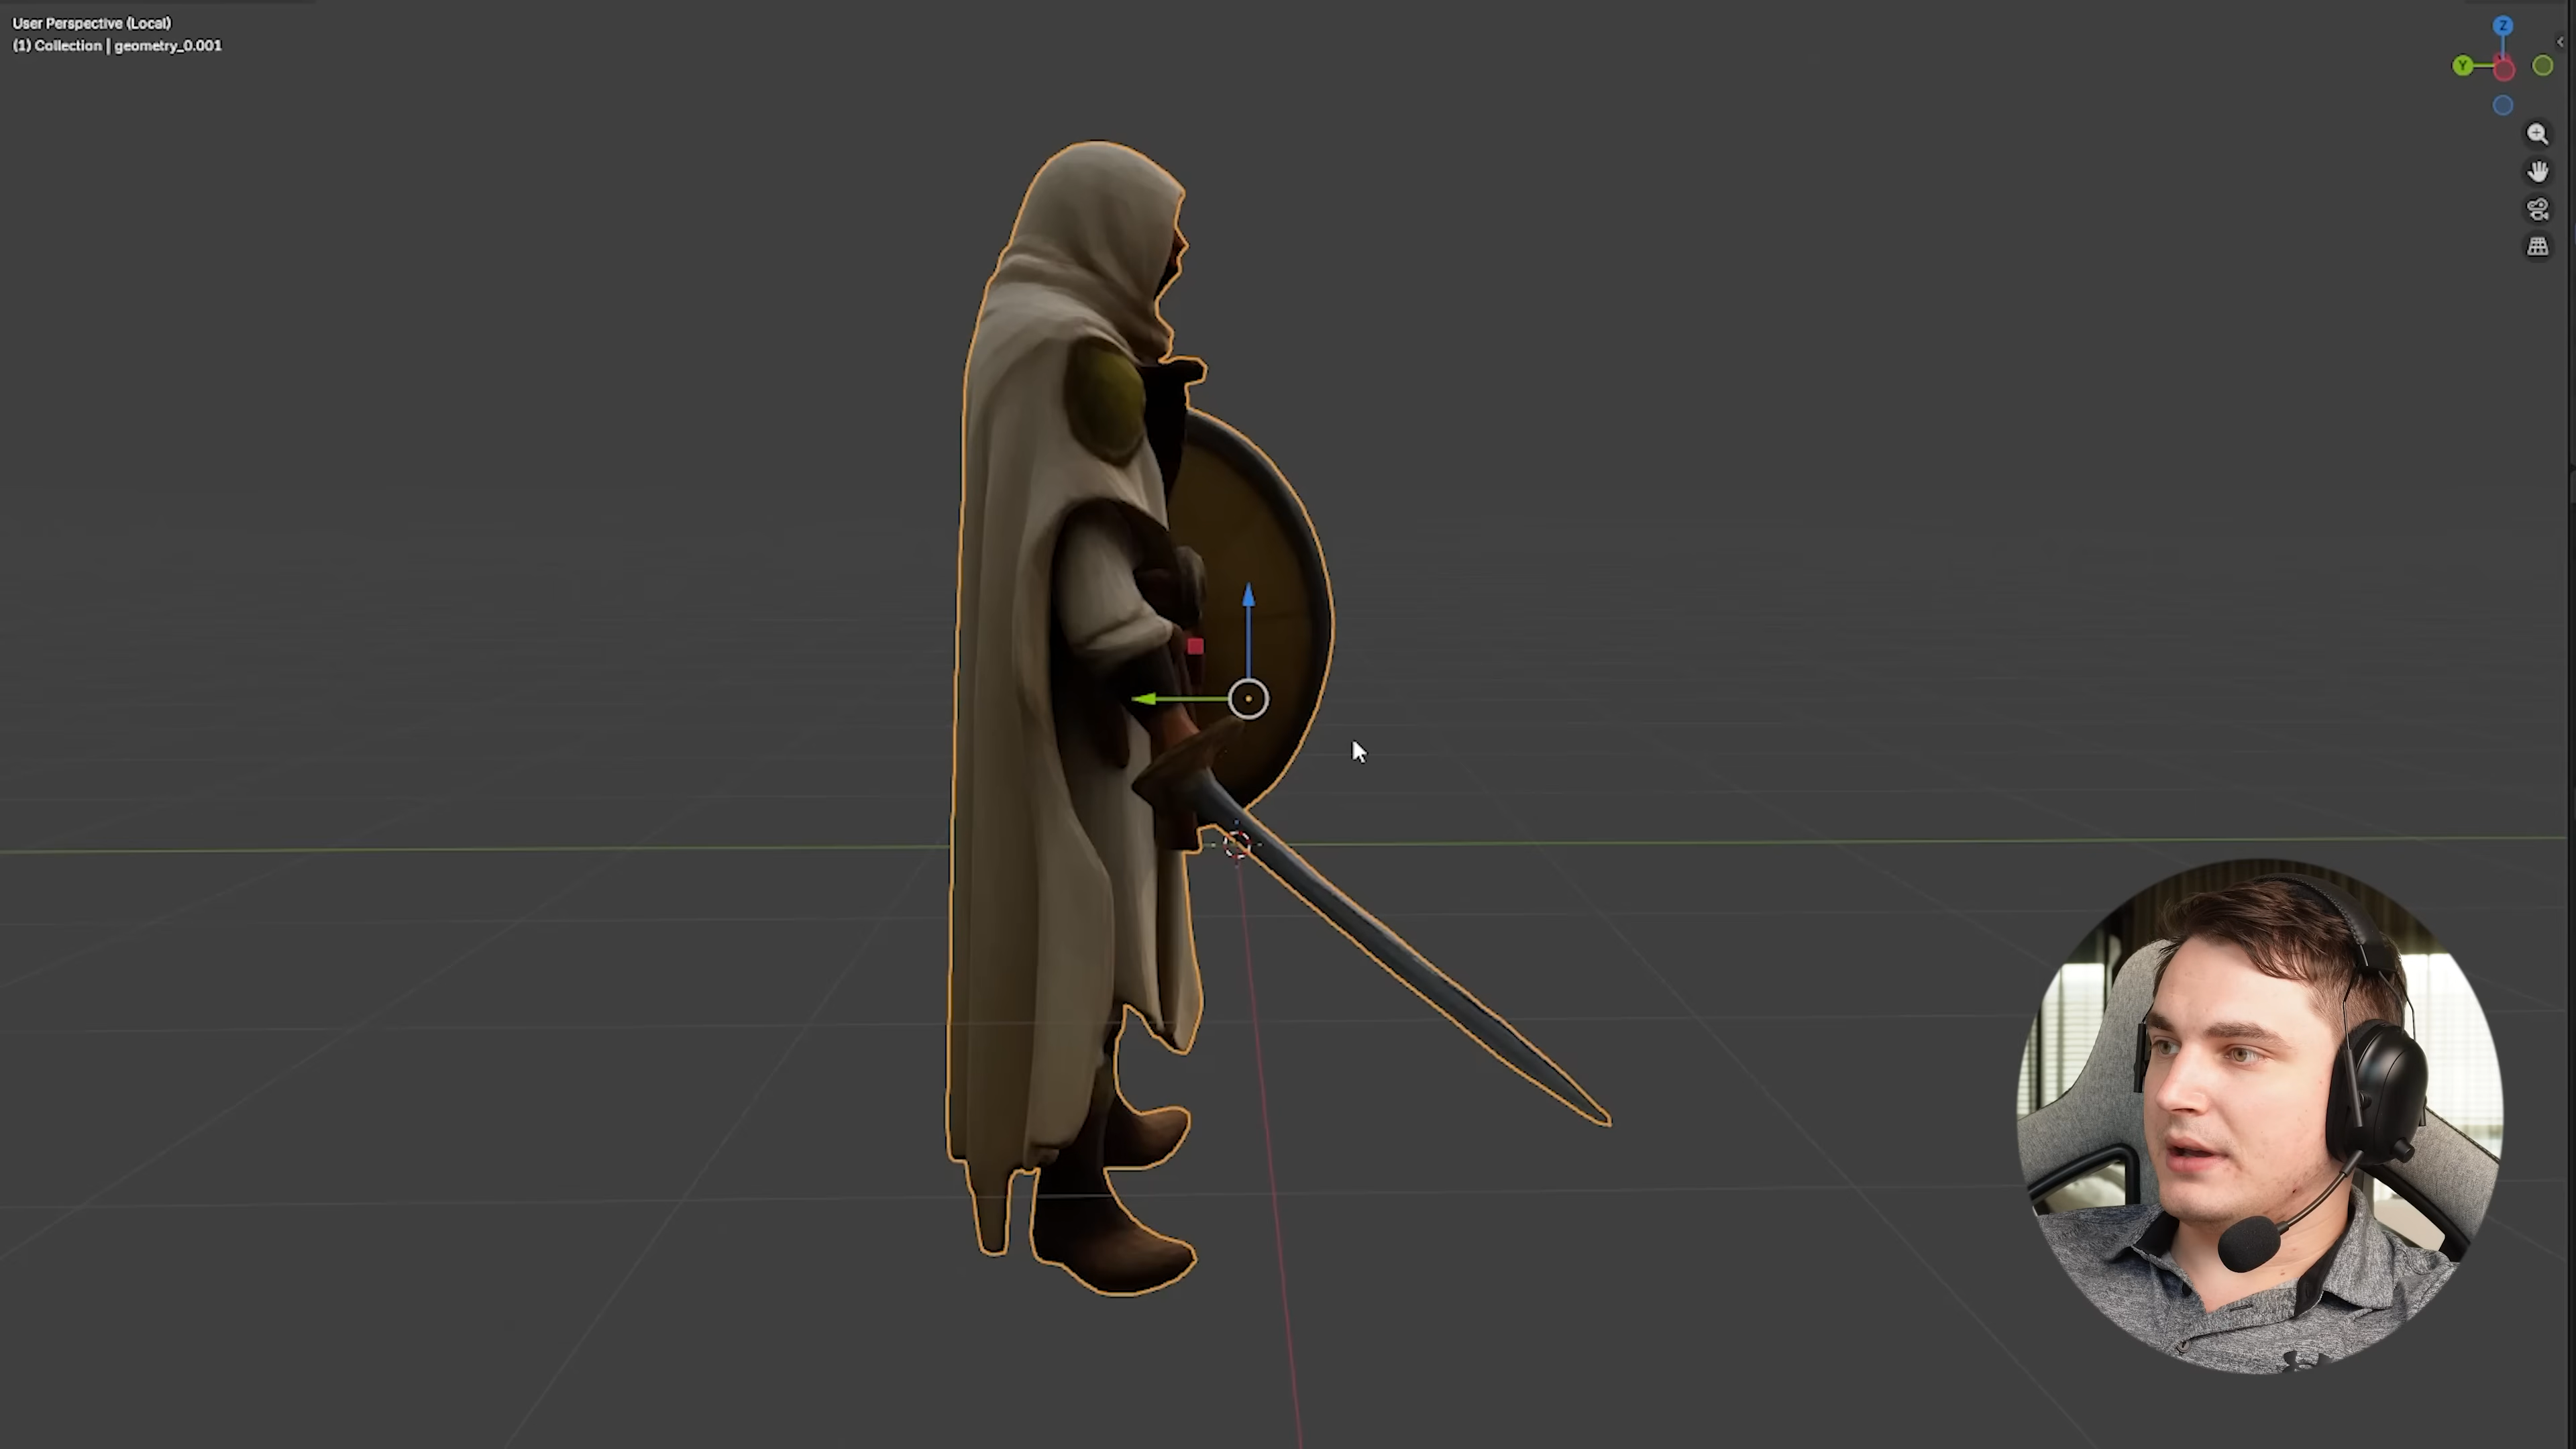 User Perspective (Local)
(1) Collection | geometry_0.001
Z
Y